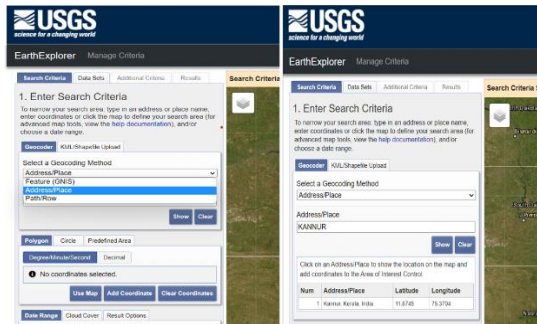 USGS
science for a changing world
EarthExplorer Manage Criteria
Search Criteria Data Sets Additional Criteria Results
Search Criteria
1. Enter Search Criteria
To narrow your search area: type in an address or place name,
enter coordinates or click the map to define your search area (for
advanced map tools, view the help documentation), and/or
choose a date range.
Geocoder KML/Shapefile Upload
Select a Geocoding Method
Address/Place
Feature (GNIS)
Address/Place
Path/Row
Show Clear
Polygon Circle Predefined Area
Degree/Minute/Second Decimal
No coordinates selected.
Use Map Add Coordinate Clear Coordinates
Date Range Cloud Cover Result Options
USGS
science for a changing world
EarthExplorer Manage Criteria
Search Criteria Data Sets Additional Criteria Results
Search Criteria
1. Enter Search Criteria
To narrow your search area: type in an address or place name,
enter coordinates or click the map to define your search area (for
advanced map tools, view the help documentation), and/or
choose a date range.
Geocoder KML/Shapefile Upload
Select a Geocoding Method
Address/Place
Address/Place
KANNUR
Show Clear
Click on an Address/Place to show the location on the map and
add coordinates to the Area of Interest Control
Num Address/Place Latitude Longitude
1 Kannur, Kerala, India 11.8745 75.3704